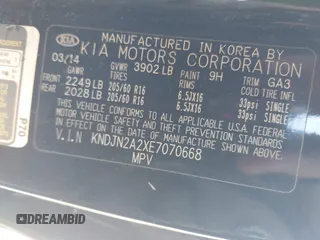 MANUFACTURED IN KOREA BY
KIA KIA MOTORS CORPORATION
03/14 GVWR 3902 LB PAINT 9H TRIM GA3
GAWR TIRES RIMS
FRONT 2249 LB 205/60 R16 6.5JX16 33psi SINGLE
REAR 2028 LB 205/60 R16 6.5JX16 33psi SINGLE
THIS VEHICLE CONFORMS TO ALL APPLICABLE FEDERAL MOTOR
VEHICLE SAFETY, BUMPER, AND THEFT PREVENTION STANDARDS
IN EFFECT ON THE DATE OF MANUFACTURE SHOWN ABOVE.
V.I.N KNDJN2A2XE7070668
MPV
P70
DREAMBID